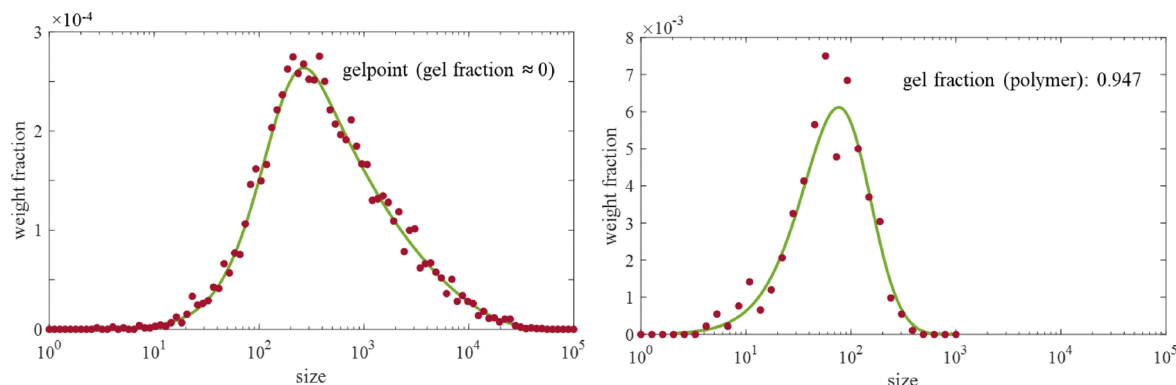 ×10⁻⁴
3
2
1
0
weight fraction
gelpoint (gel fraction ≈ 0)
10⁰ 10¹ 10² 10³ 10⁴ 10⁵
size
×10⁻³
8
7
6
5
4
3
2
1
0
weight fraction
gel fraction (polymer): 0.947
10⁰ 10¹ 10² 10³ 10⁴ 10⁵
size